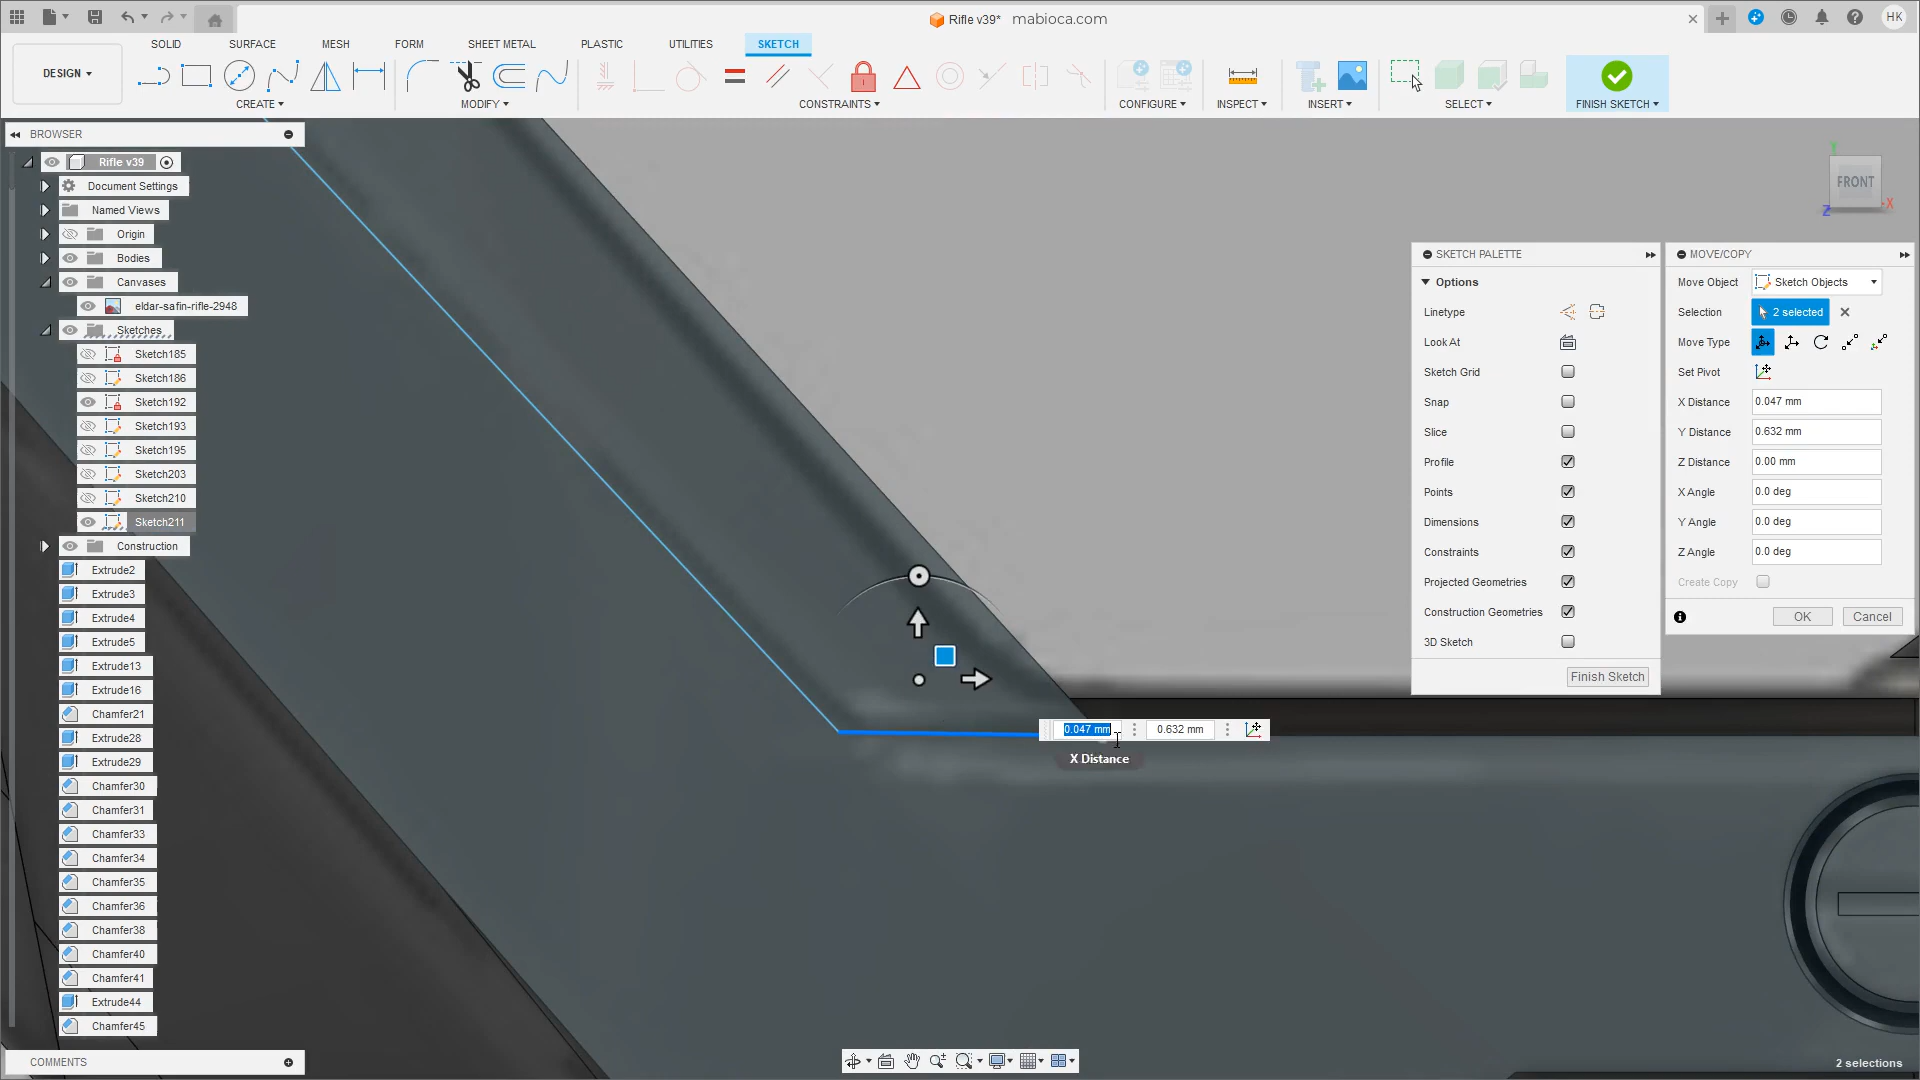 Rifle v39* mabioca.com
HK
DESIGN
SOLID SURFACE MESH FORM SHEET METAL PLASTIC UTILITIES SKETCH
CREATE MODIFY CONSTRAINTS CONFIGURE INSPECT INSERT SELECT FINISH SKETCH
BROWSER
Rifle v39
Document Settings
Named Views
Origin
Bodies
Canvases
eldar-safin-rifle-2948
Sketches
Sketch185
Sketch186
Sketch192
Sketch193
Sketch195
Sketch203
Sketch210
Sketch211
Construction
Extrude2
Extrude3
Extrude4
Extrude5
Extrude13
Extrude16
Chamfer21
Extrude28
Extrude29
Chamfer30
Chamfer31
Chamfer33
Chamfer34
Chamfer35
Chamfer36
Chamfer38
Chamfer40
Chamfer41
Extrude44
Chamfer45
COMMENTS
0.047 mm 0.632 mm
X Distance
Y
FRONT
X
Z
SKETCH PALETTE
Options
Linetype
Look At
Sketch Grid
Snap
Slice
Profile
Points
Dimensions
Constraints
Projected Geometries
Construction Geometries
3D Sketch
Finish Sketch
MOVE/COPY
Move Object Sketch Objects
Selection 2 selected
Move Type
Set Pivot
X Distance 0.047 mm
Y Distance 0.632 mm
Z Distance 0.00 mm
X Angle 0.0 deg
Y Angle 0.0 deg
Z Angle 0.0 deg
Create Copy
OK Cancel
2 selections